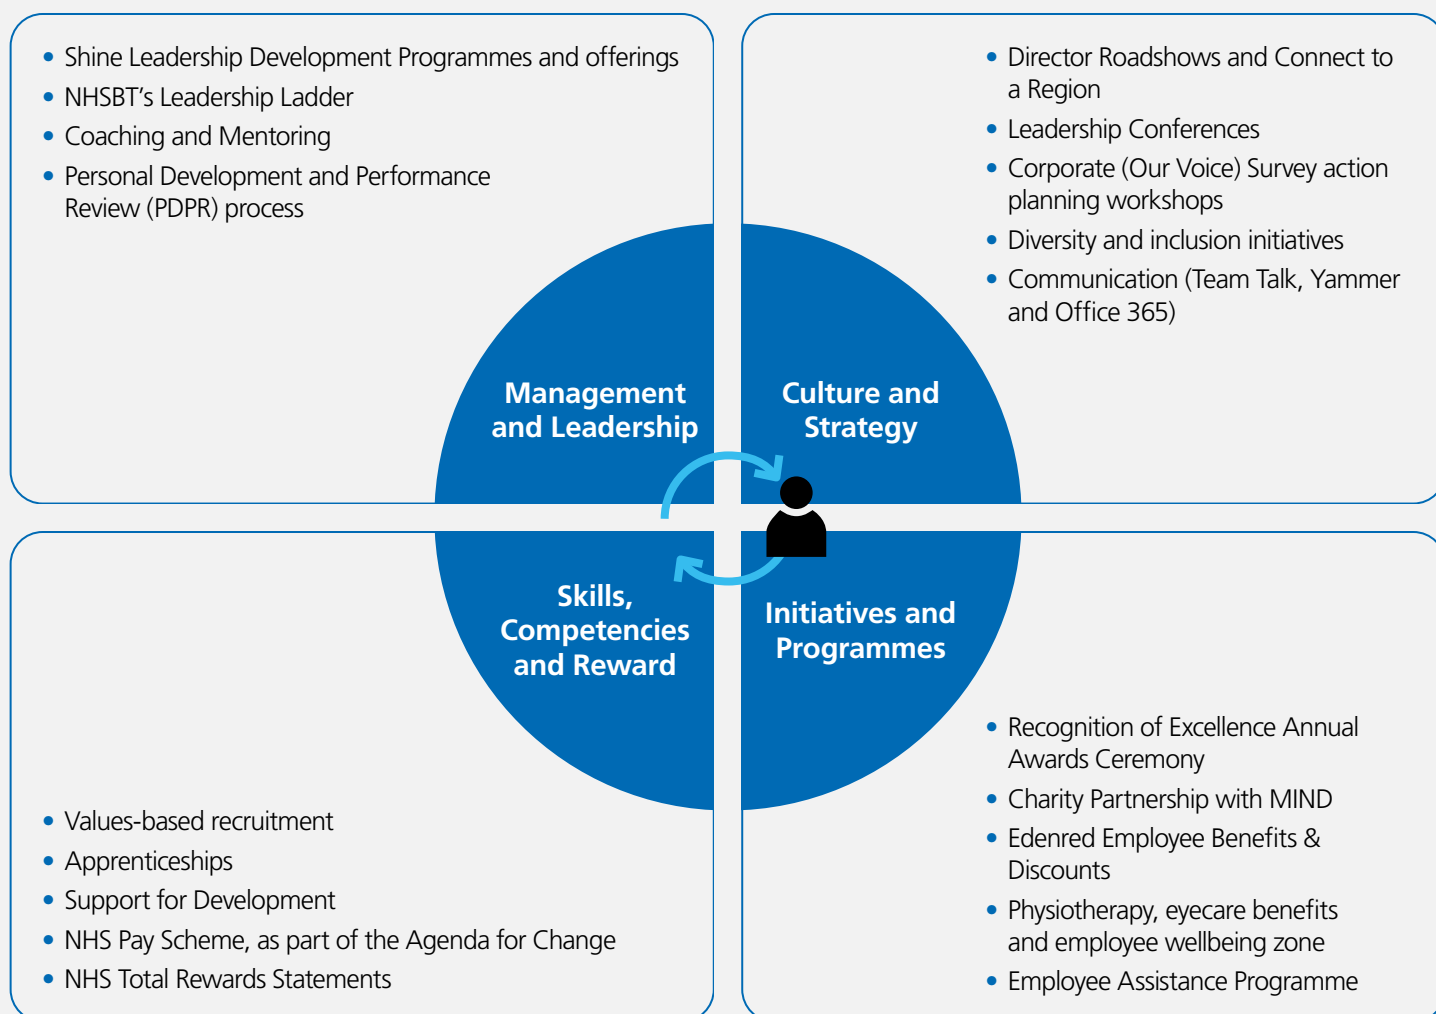 • Shine Leadership Development Programmes and offerings
• NHSBT's Leadership Ladder
• Coaching and Mentoring
• Personal Development and Performance
Review (PDPR) process
• Director Roadshows and Connect to
a Region
• Leadership Conferences
• Corporate (Our Voice) Survey action
planning workshops
• Diversity and inclusion initiatives
• Communication (Team Talk, Yammer
and Office 365)
Management
and Leadership
Culture and
Strategy
Skills,
Competencies
and Reward
Initiatives and
Programmes
• Values-based recruitment
• Apprenticeships
• Support for Development
• NHS Pay Scheme, as part of the Agenda for Change
• NHS Total Rewards Statements
• Recognition of Excellence Annual
Awards Ceremony
• Charity Partnership with MIND
• Edenred Employee Benefits &
Discounts
• Physiotherapy, eyecare benefits
and employee wellbeing zone
• Employee Assistance Programme